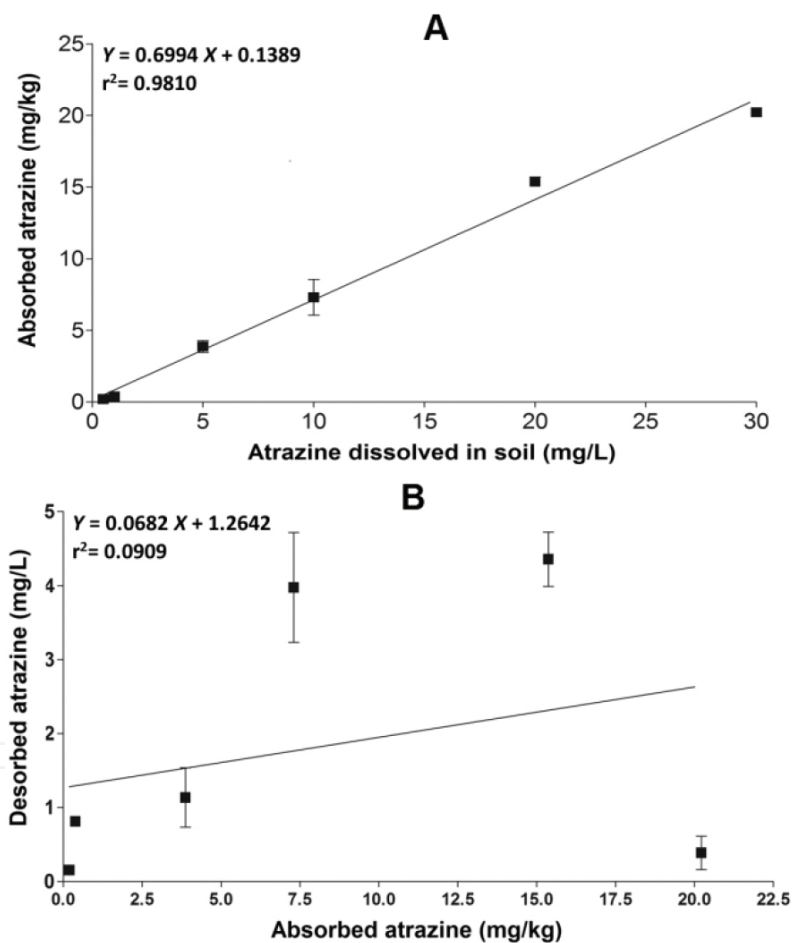 A
Y = 0.6994 X + 0.1389
r²= 0.9810
25
20
15
10
5
0
0 5 10 15 20 25 30
Absorbed atrazine (mg/kg)
Atrazine dissolved in soil (mg/L)
B
Y = 0.0682 X + 1.2642
r²= 0.0909
5
4
3
2
1
0
0.0 2.5 5.0 7.5 10.0 12.5 15.0 17.5 20.0 22.5
Desorbed atrazine (mg/L)
Absorbed atrazine (mg/kg)